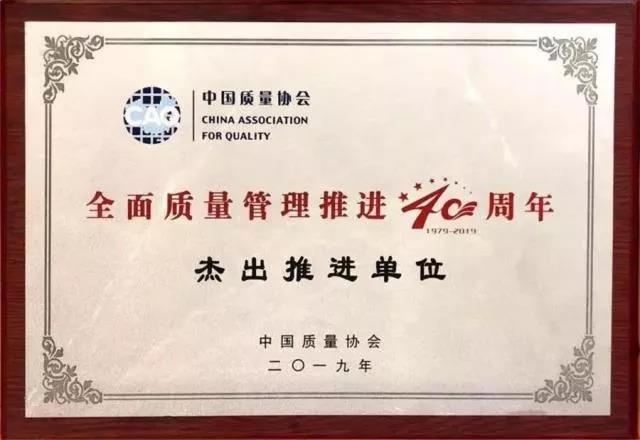 CAQ
中国质量协会
CHINA ASSOCIATION
FOR QUALITY
全面质量管理推进40周年
1979-2019
杰出推进单位
中国质量协会
二〇一九年